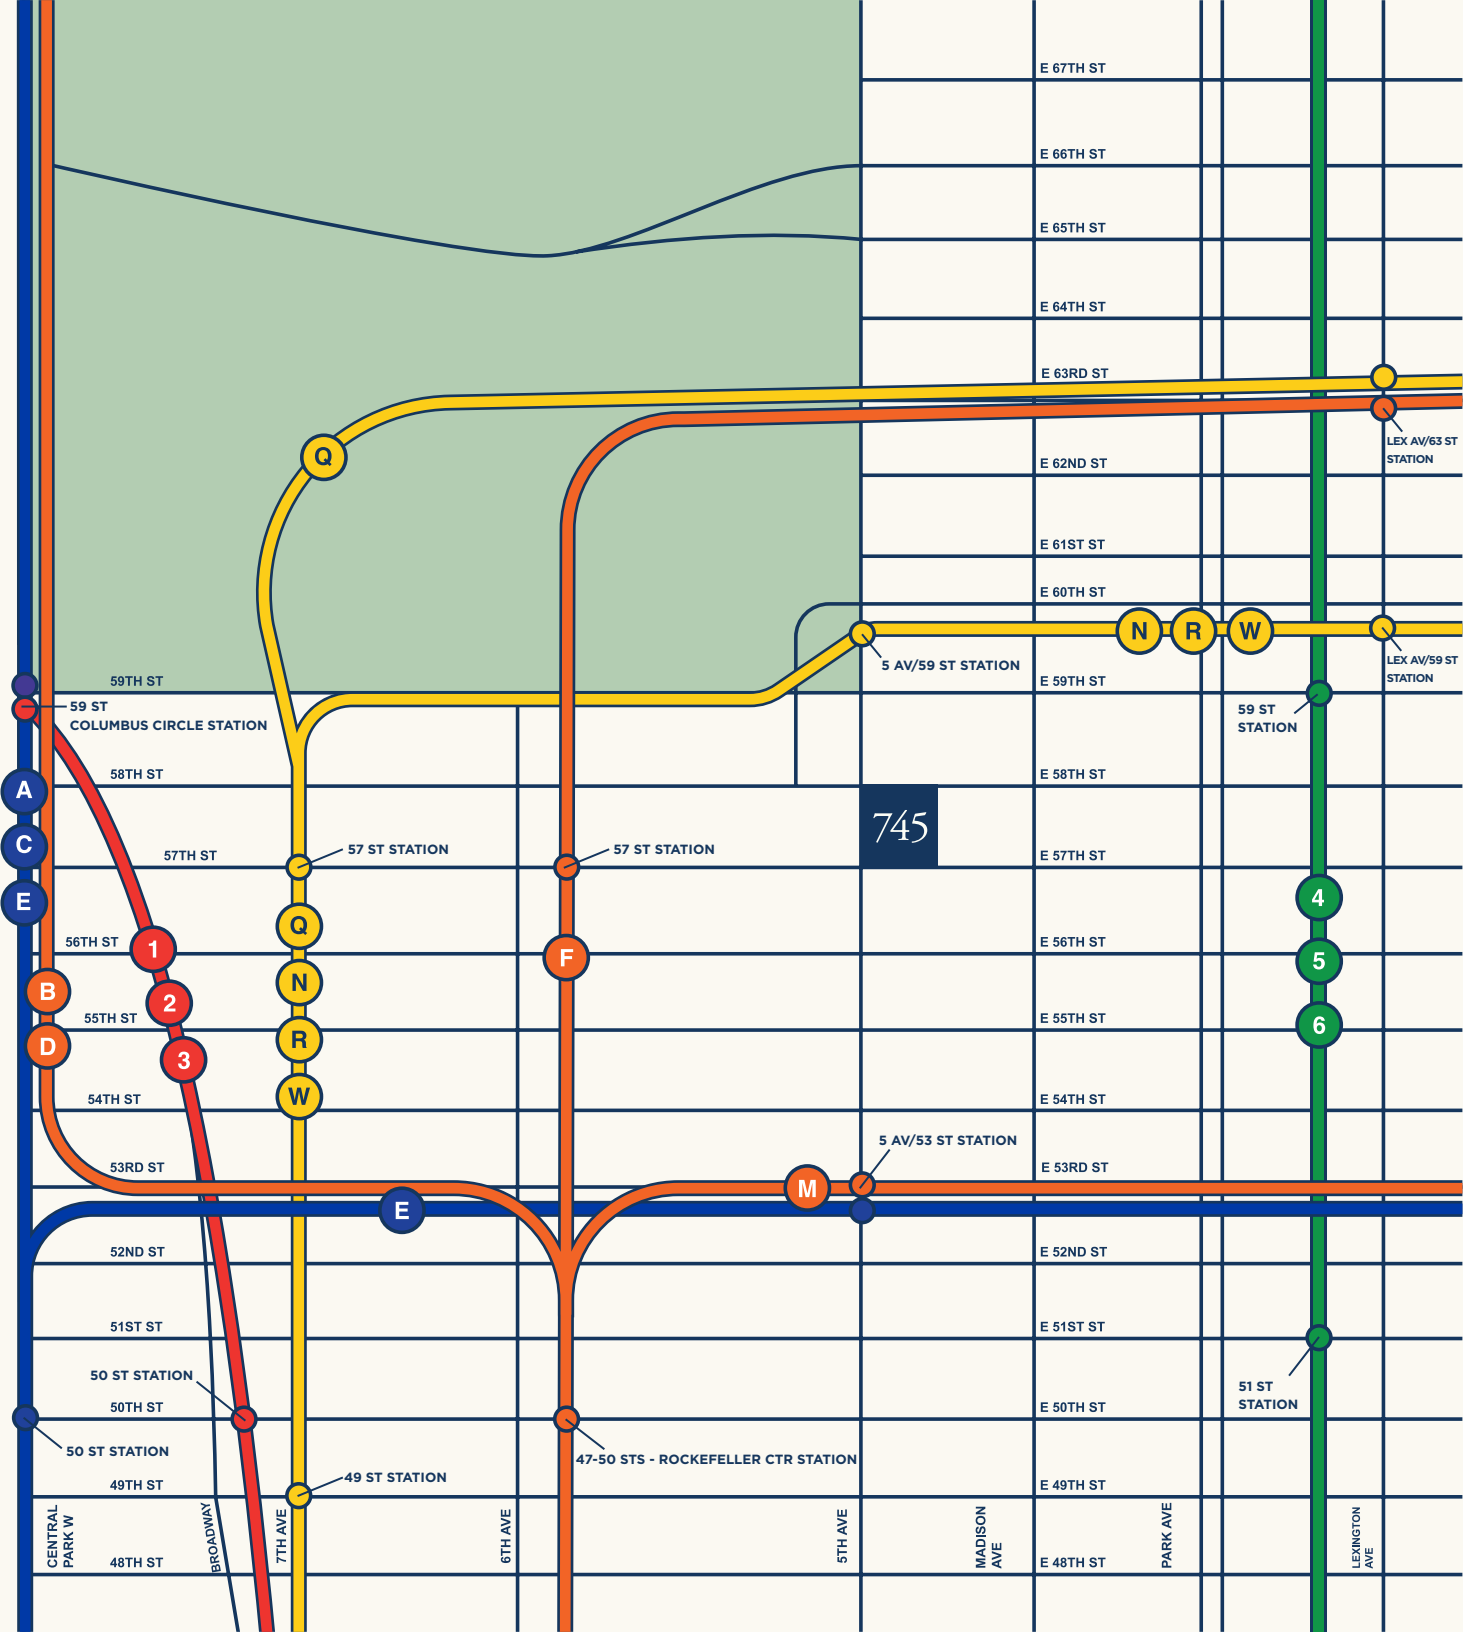 E 67TH ST
E 66TH ST
E 65TH ST
E 64TH ST
E 63RD ST
LEX AV/63 ST
STATION
Q
E 62ND ST
E 61ST ST
E 60TH ST
N R W
5 AV/59 ST STATION
LEX AV/59 ST
STATION
59TH ST
E 59TH ST
59 ST
COLUMBUS CIRCLE STATION
59 ST
STATION
58TH ST
E 58TH ST
A
745
C
57TH ST
57 ST STATION
57 ST STATION
E 57TH ST
E
4
Q
56TH ST
1
F
E 56TH ST
5
N
B
2
55TH ST
E 55TH ST
6
R
D
3
W
54TH ST
E 54TH ST
5 AV/53 ST STATION
53RD ST
E 53RD ST
M
E
52ND ST
E 52ND ST
51ST ST
E 51ST ST
50 ST STATION
51 ST
STATION
50TH ST
E 50TH ST
50 ST STATION
47-50 STS - ROCKEFELLER CTR STATION
49TH ST
49 ST STATION
E 49TH ST
CENTRAL
PARK W
BROADWAY
7TH AVE
6TH AVE
5TH AVE
MADISON
AVE
PARK AVE
LEXINGTON
AVE
48TH ST
E 48TH ST